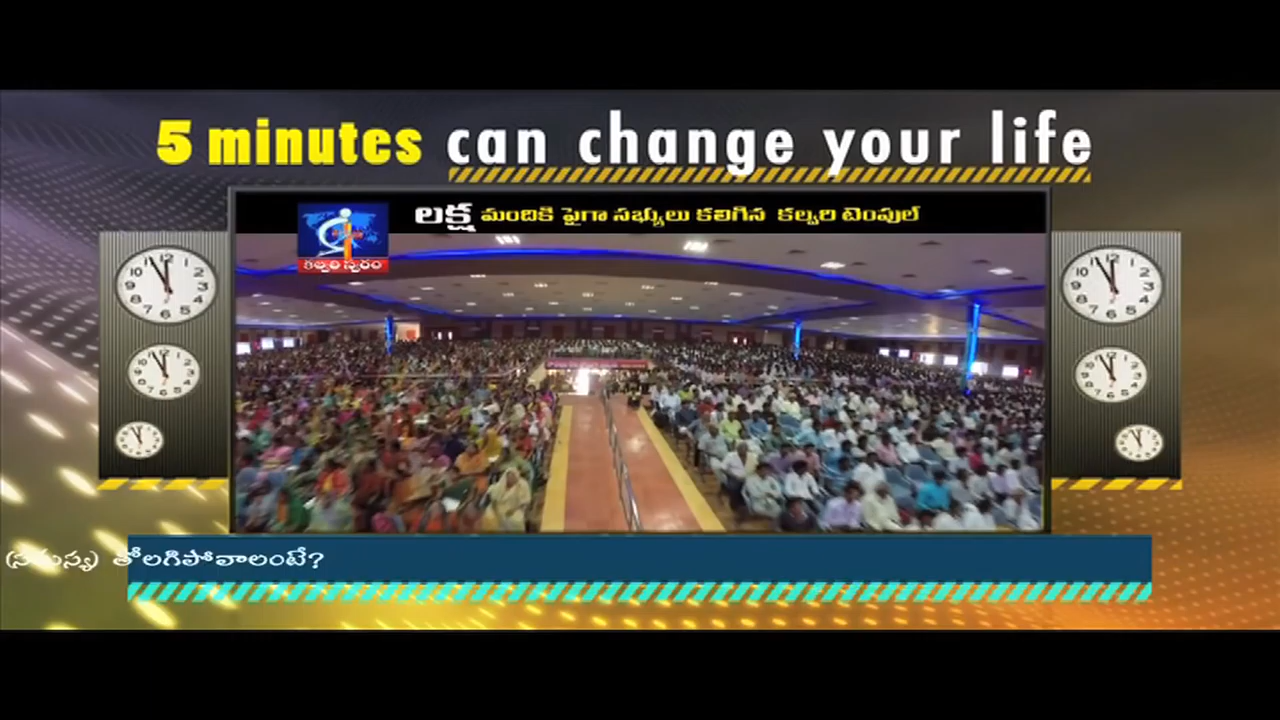 5 minutes can change your life
లక్ష మందికి పైగా సభ్యులు కలిగిన కల్వరి టెంపుల్
కల్వరి స్వరం
(సమస్య) తోలగిపోవాలంటే?